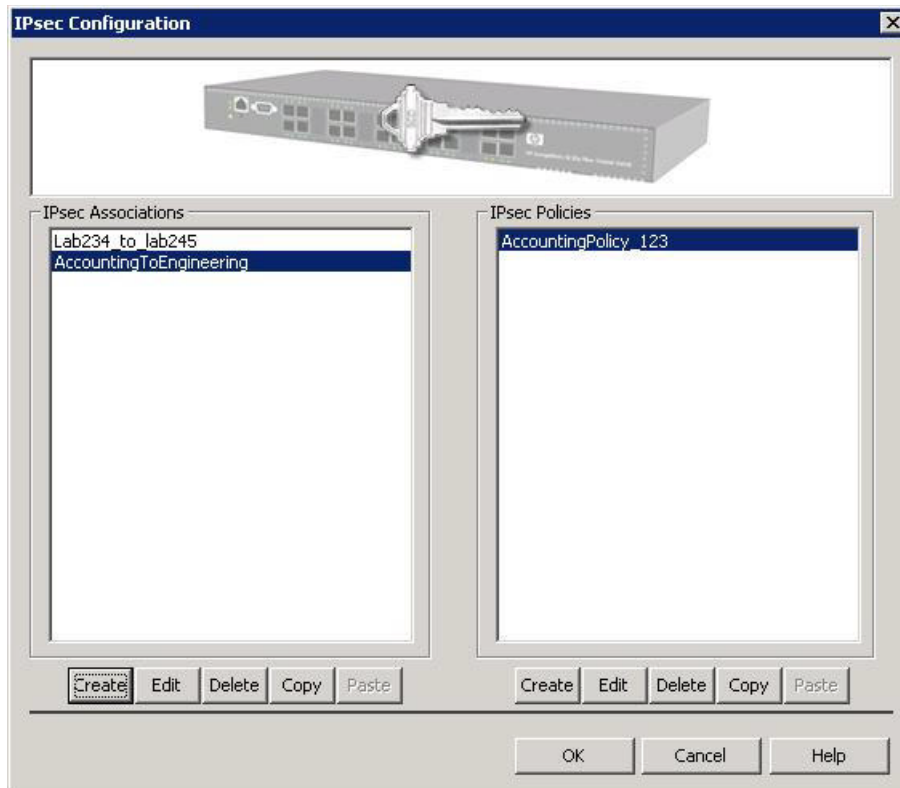 IPsec Configuration
IPsec Associations
Lab234_to_lab245
AccountingToEngineering
Create
Edit
Delete
Copy
Paste
IPsec Policies
AccountingPolicy_123
Create
Edit
Delete
Copy
Paste
OK
Cancel
Help